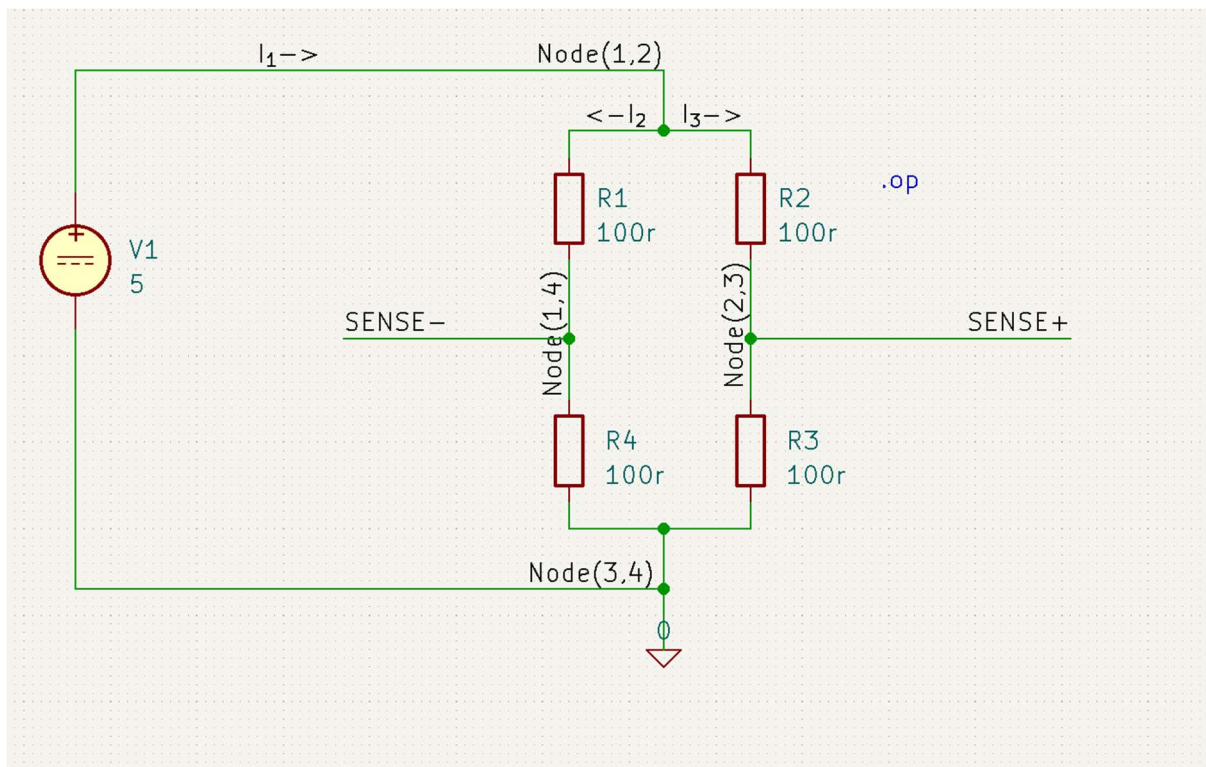 I₁−>
Node(1,2)
<−I₂
I₃−>
R1
100r
R2
100r
.op
V1
5
Node(1,4)
Node(2,3)
SENSE−
SENSE+
R4
100r
R3
100r
Node(3,4)
0